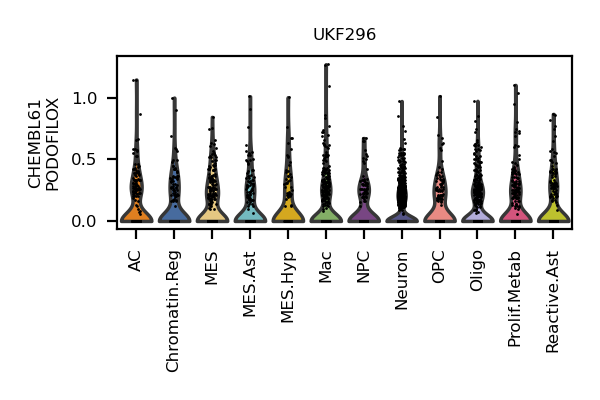 UKF296
CHEMBL61
PODOFILOX
1.0
0.5
0.0
AC
Chromatin.Reg
MES
MES.Ast
MES.Hyp
Mac
NPC
Neuron
OPC
Oligo
Prolif.Metab
Reactive.Ast